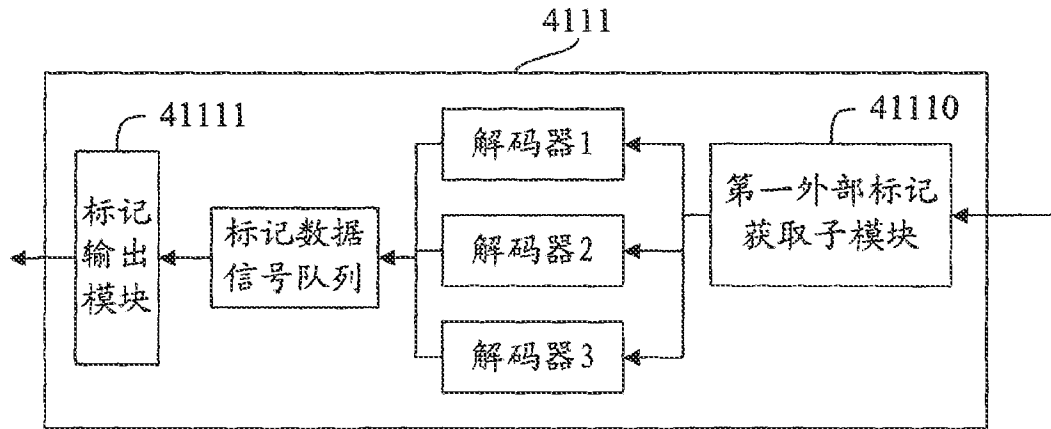 4111
41111
41110
标记
输出
模块
标记数据
信号队列
解码器1
解码器2
解码器3
第一外部标记
获取子模块